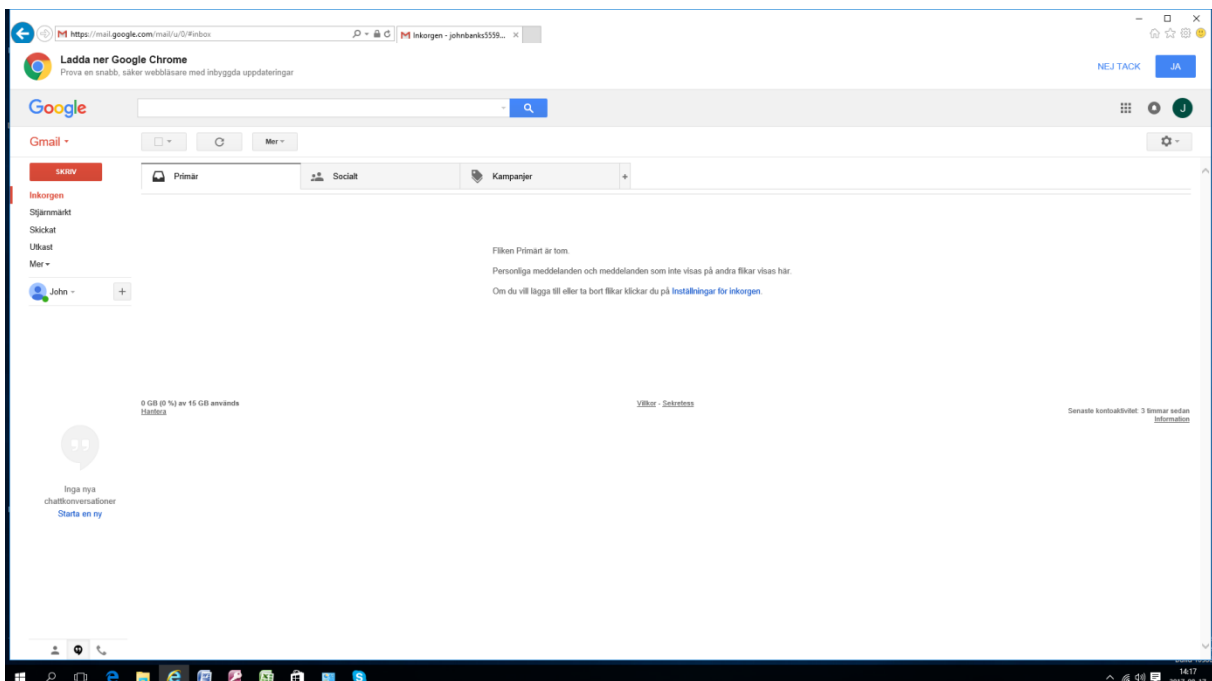 https://mail.google.com/mail/u/0/#inbox
Inkorgen - johnbanks5559...
Ladda ner Google Chrome
Prova en snabb, säker webbläsare med inbyggda uppdateringar
NEJ TACK
JA
Google
J
Gmail
Mer
SKRIV
Primär
Socialt
Kampanjer
Inkorgen
Stjärnmärkt
Skickat
Utkast
Mer
John
Fliken Primärt är tom.
Personliga meddelanden och meddelanden som inte visas på andra flikar visas här.
Om du vill lägga till eller ta bort flikar klickar du på Inställningar för inkorgen.
0 GB (0 %) av 15 GB används
Hantera
Villkor - Sekretess
Senaste kontoaktivitet: 3 timmar sedan
Information
Inga nya
chattkonversationer
Starta en ny
14:17